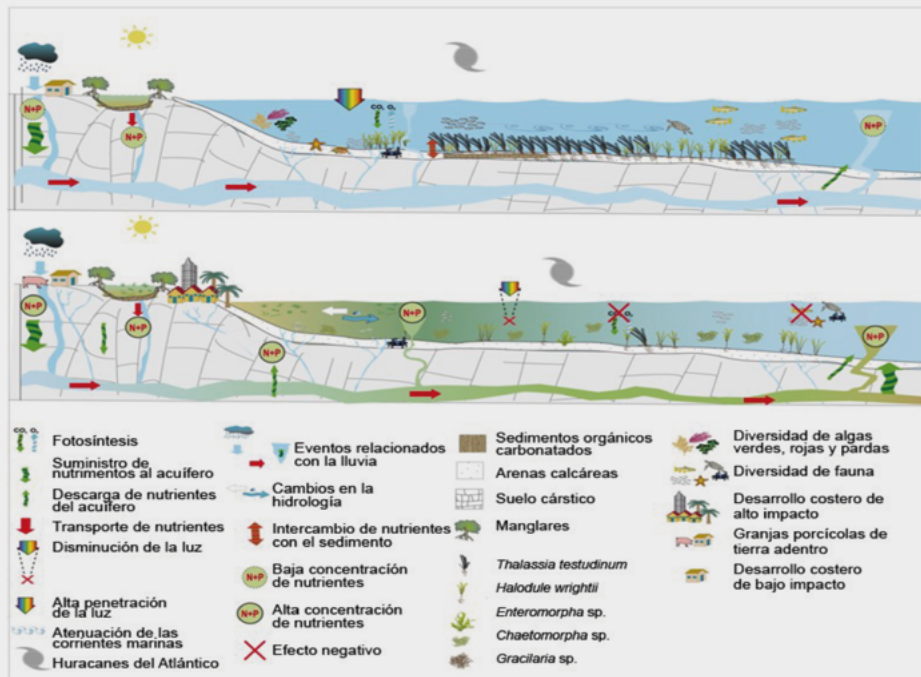 N+P
N+P
CO₂ O₂
N+P
N+P
N+P
N+P
N+P
N+P
CO₂ O₂
Fotosíntesis
Suministro de
nutrimentos al acuífero
Descarga de nutrientes
del acuífero
Transporte de nutrientes
Disminución de la luz
Alta penetración
de la luz
Atenuación de las
corrientes marinas
Huracanes del Atlántico
Eventos relacionados
con la lluvia
Cambios en la
hidrología
Intercambio de nutrientes
con el sedimento
N+P
Baja concentración
de nutrientes
N+P
Alta concentración
de nutrientes
Efecto negativo
Sedimentos orgánicos
carbonatados
Arenas calcáreas
Suelo cárstico
Manglares
Thalassia testudinum
Halodule wrightii
Enteromorpha sp.
Chaetomorpha sp.
Gracilaria sp.
Diversidad de algas
verdes, rojas y pardas
Diversidad de fauna
Desarrollo costero de
alto impacto
Granjas porcícolas de
tierra adentro
Desarrollo costero
de bajo impacto